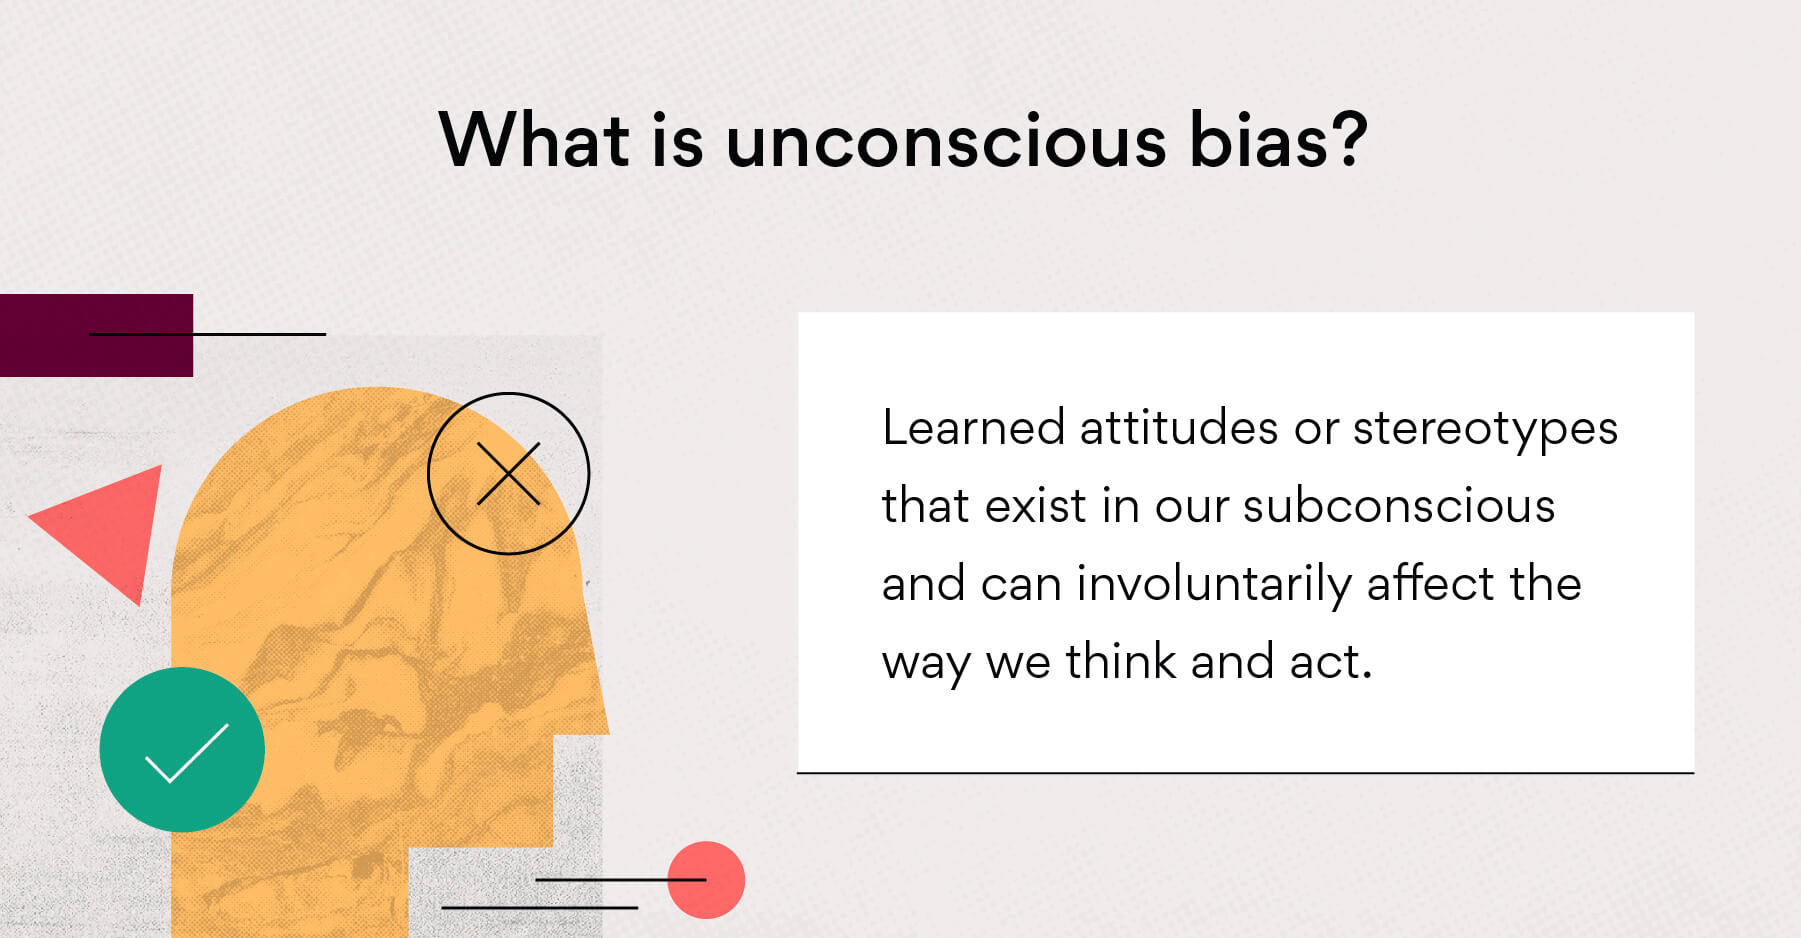 What is unconscious bias?
Learned attitudes or stereotypes
that exist in our subconscious
and can involuntarily affect the
way we think and act.